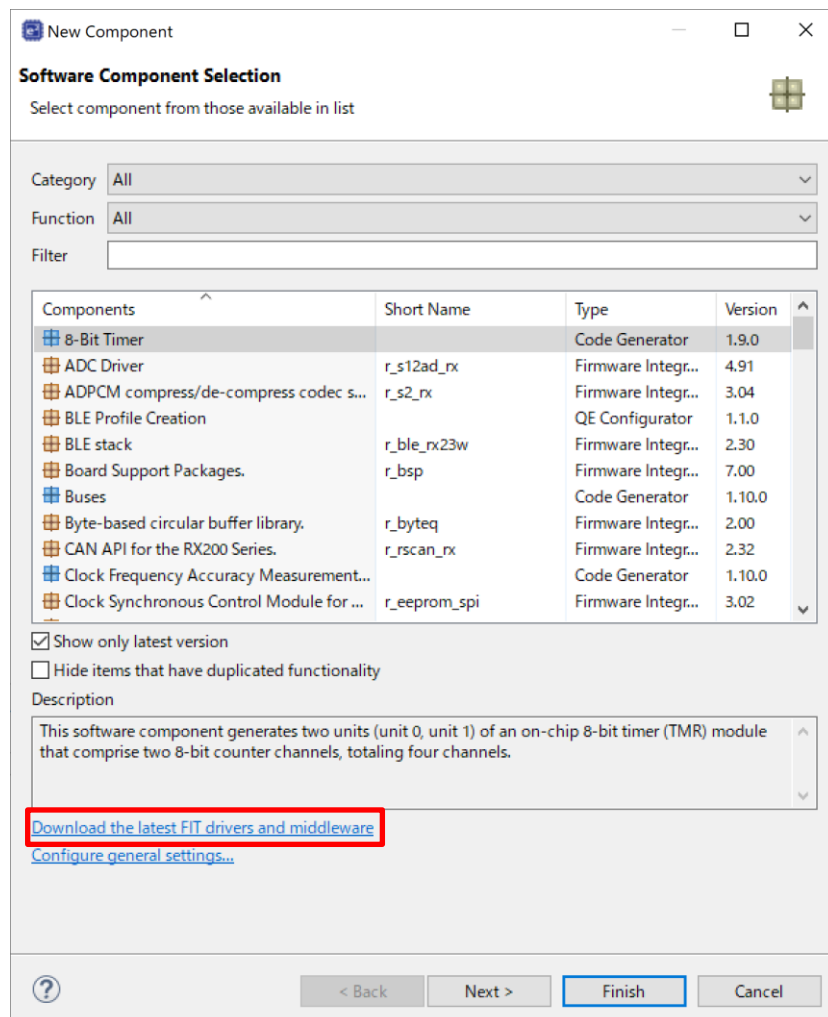 New Component
Software Component Selection
Select component from those available in list
Category All
Function All
Filter
Components Short Name Type Version
8-Bit Timer Code Generator 1.9.0
ADC Driver r_s12ad_rx Firmware Integr... 4.91
ADPCM compress/de-compress codec s... r_s2_rx Firmware Integr... 3.04
BLE Profile Creation QE Configurator 1.1.0
BLE stack r_ble_rx23w Firmware Integr... 2.30
Board Support Packages. r_bsp Firmware Integr... 7.00
Buses Code Generator 1.10.0
Byte-based circular buffer library. r_byteq Firmware Integr... 2.00
CAN API for the RX200 Series. r_rscan_rx Firmware Integr... 2.32
Clock Frequency Accuracy Measurement... Code Generator 1.10.0
Clock Synchronous Control Module for ... r_eeprom_spi Firmware Integr... 3.02
Show only latest version
Hide items that have duplicated functionality
Description
This software component generates two units (unit 0, unit 1) of an on-chip 8-bit timer (TMR) module
that comprise two 8-bit counter channels, totaling four channels.
Download the latest FIT drivers and middleware
Configure general settings...
? < Back Next > Finish Cancel